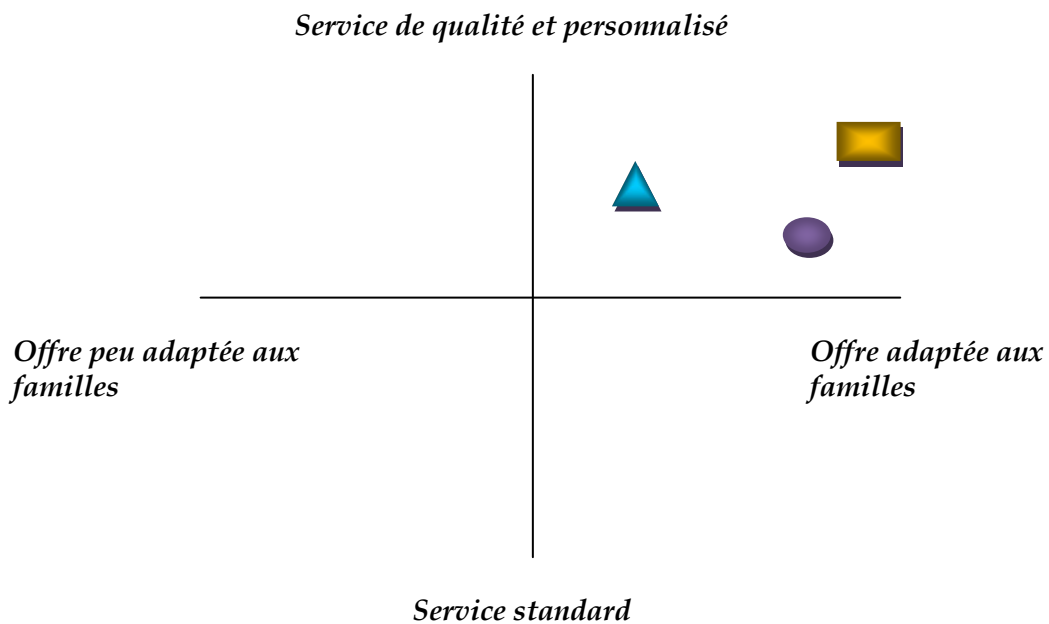 Service de qualité et personnalisé
Offre peu adaptée aux
familles
Offre adaptée aux
familles
Service standard